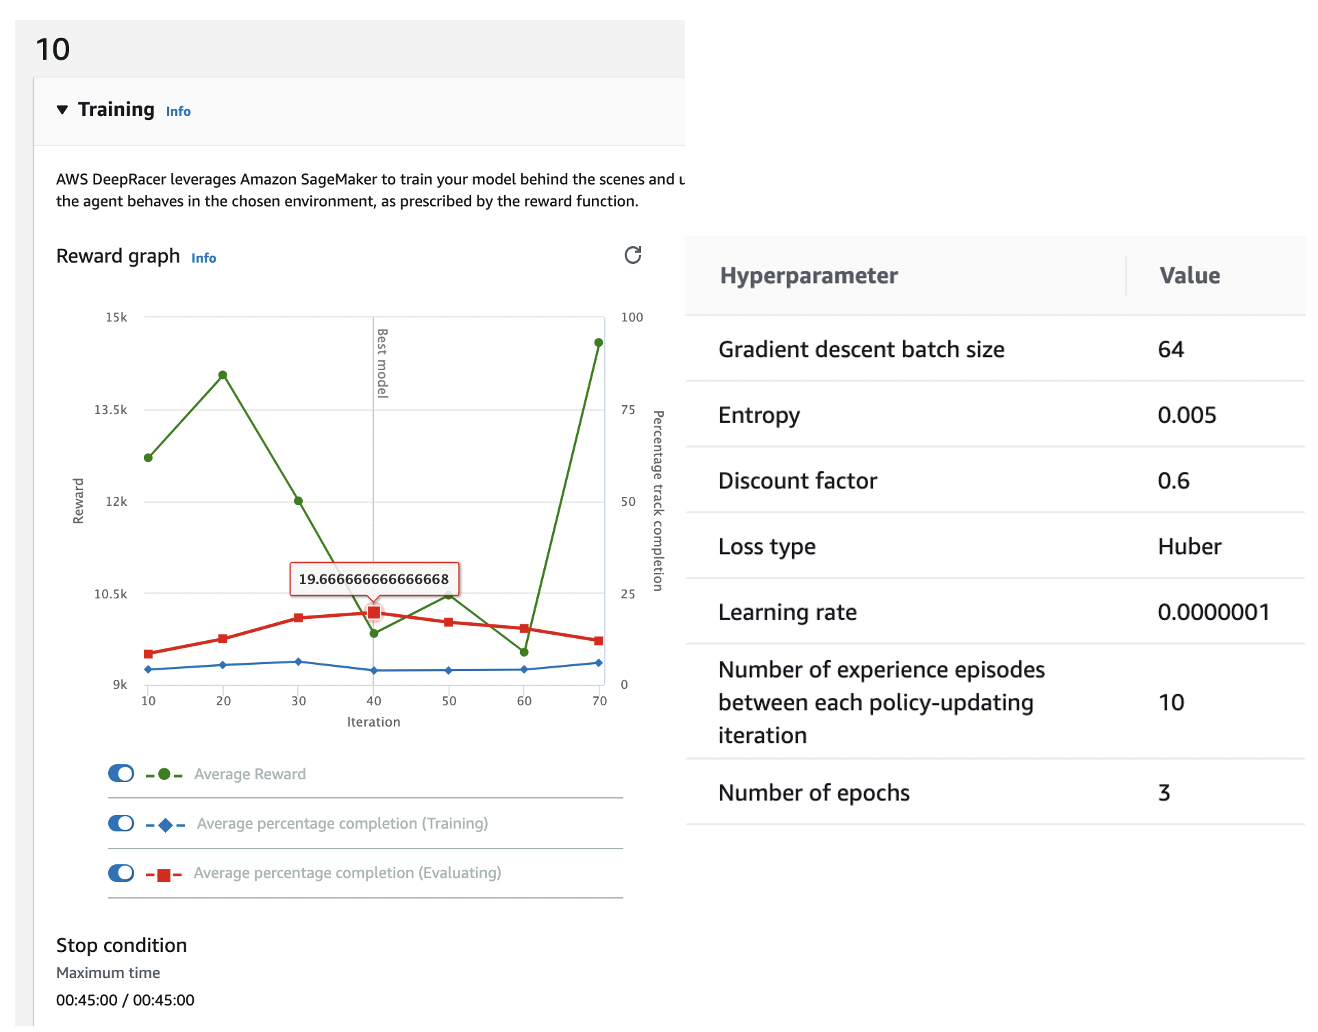 10
Training Info
AWS DeepRacer leverages Amazon SageMaker to train your model behind the scenes and u
the agent behaves in the chosen environment, as prescribed by the reward function.
Reward graph Info
15k
13.5k
12k
10.5k
9k
Reward
100
75
50
25
0
Percentage track completion
Best model
19.666666666666668
10 20 30 40 50 60 70
Iteration
Average Reward
Average percentage completion (Training)
Average percentage completion (Evaluating)
Stop condition
Maximum time
00:45:00 / 00:45:00
Hyperparameter Value
Gradient descent batch size 64
Entropy 0.005
Discount factor 0.6
Loss type Huber
Learning rate 0.0000001
Number of experience episodes
between each policy-updating 10
iteration
Number of epochs 3